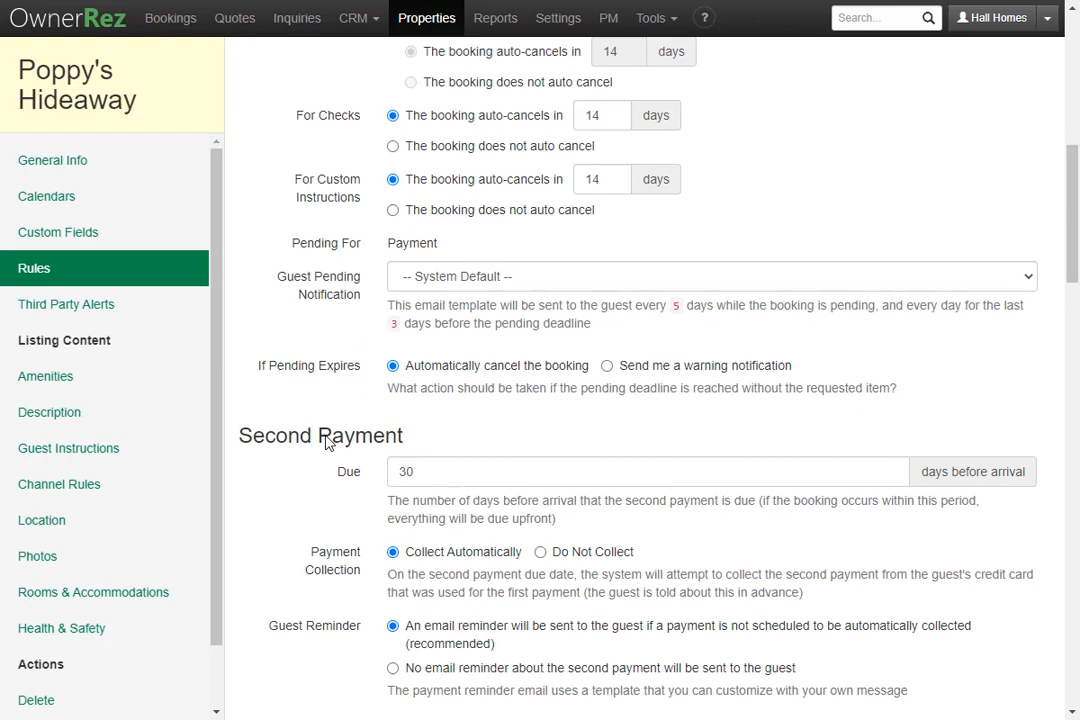 OwnerRez Bookings Quotes Inquiries CRM Properties Reports Settings PM Tools ? Search... Hall Homes
Poppy's
Hideaway
General Info
Calendars
Custom Fields
Rules
Third Party Alerts
Listing Content
Amenities
Description
Guest Instructions
Channel Rules
Location
Photos
Rooms & Accommodations
Health & Safety
Actions
Delete
The booking auto-cancels in 14 days
The booking does not auto cancel
For Checks The booking auto-cancels in 14 days
The booking does not auto cancel
For Custom The booking auto-cancels in 14 days
Instructions
The booking does not auto cancel
Pending For Payment
Guest Pending -- System Default --
Notification
This email template will be sent to the guest every 5 days while the booking is pending, and every day for the last
3 days before the pending deadline
If Pending Expires Automatically cancel the booking Send me a warning notification
What action should be taken if the pending deadline is reached without the requested item?
Second Payment
Due 30 days before arrival
The number of days before arrival that the second payment is due (if the booking occurs within this period,
everything will be due upfront)
Payment Collect Automatically Do Not Collect
Collection
On the second payment due date, the system will attempt to collect the second payment from the guest's credit card
that was used for the first payment (the guest is told about this in advance)
Guest Reminder An email reminder will be sent to the guest if a payment is not scheduled to be automatically collected
(recommended)
No email reminder about the second payment will be sent to the guest
The payment reminder email uses a template that you can customize with your own message